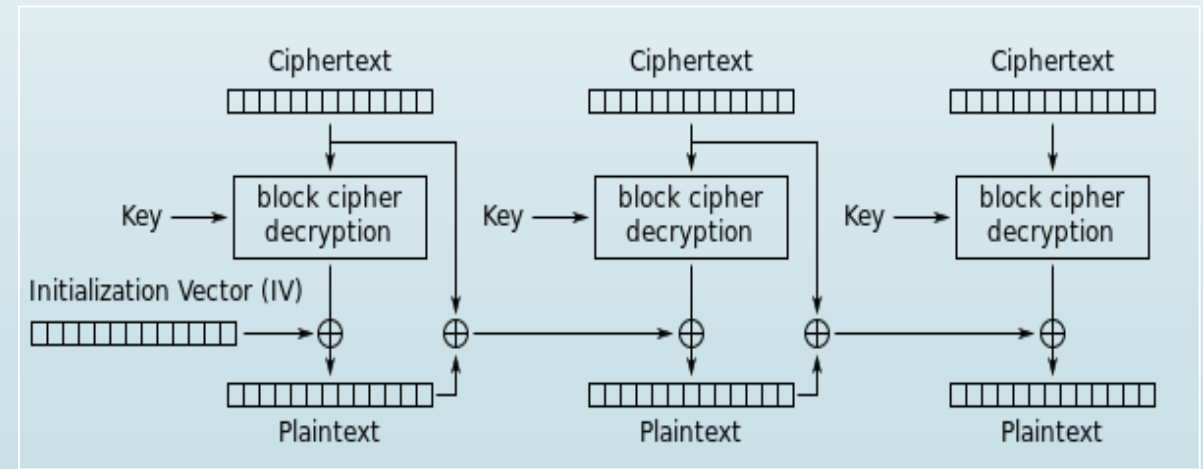 Ciphertext
Ciphertext
Ciphertext
Key
block cipher
decryption
Key
block cipher
decryption
Key
block cipher
decryption
Initialization Vector (IV)
Plaintext
Plaintext
Plaintext